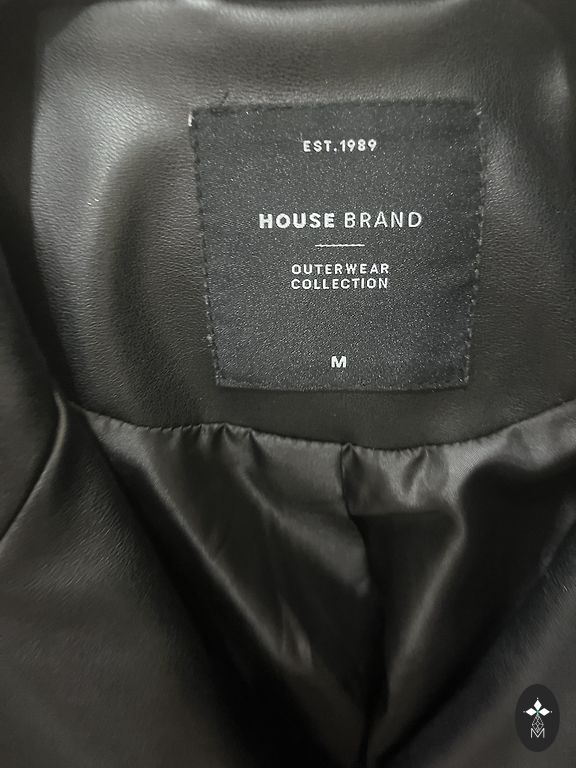 EST.1989
HOUSE BRAND
OUTERWEAR
COLLECTION
M
M